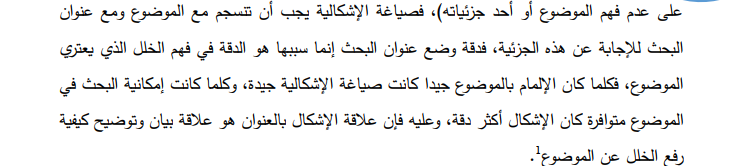 على عدم فهم الموضوع أو أحد جزئياته)، فصياغة الإشكالية يجب أن تنسجم مع الموضوع ومع عنوان
البحث للإجابة عن هذه الجزئية، فدقة وضع عنوان البحث إنما سببها هو الدقة في فهم الخلل الذي يعتري
الموضوع، فكلما كان الإلمام بالموضوع جيدا كانت صياغة الإشكالية جيدة، وكلما كانت إمكانية البحث في
الموضوع متوافرة كان الإشكال أكثر دقة، وعليه فإن علاقة الإشكال بالعنوان هو علاقة بيان وتوضيح كيفية
رفع الخلل عن الموضوع1.